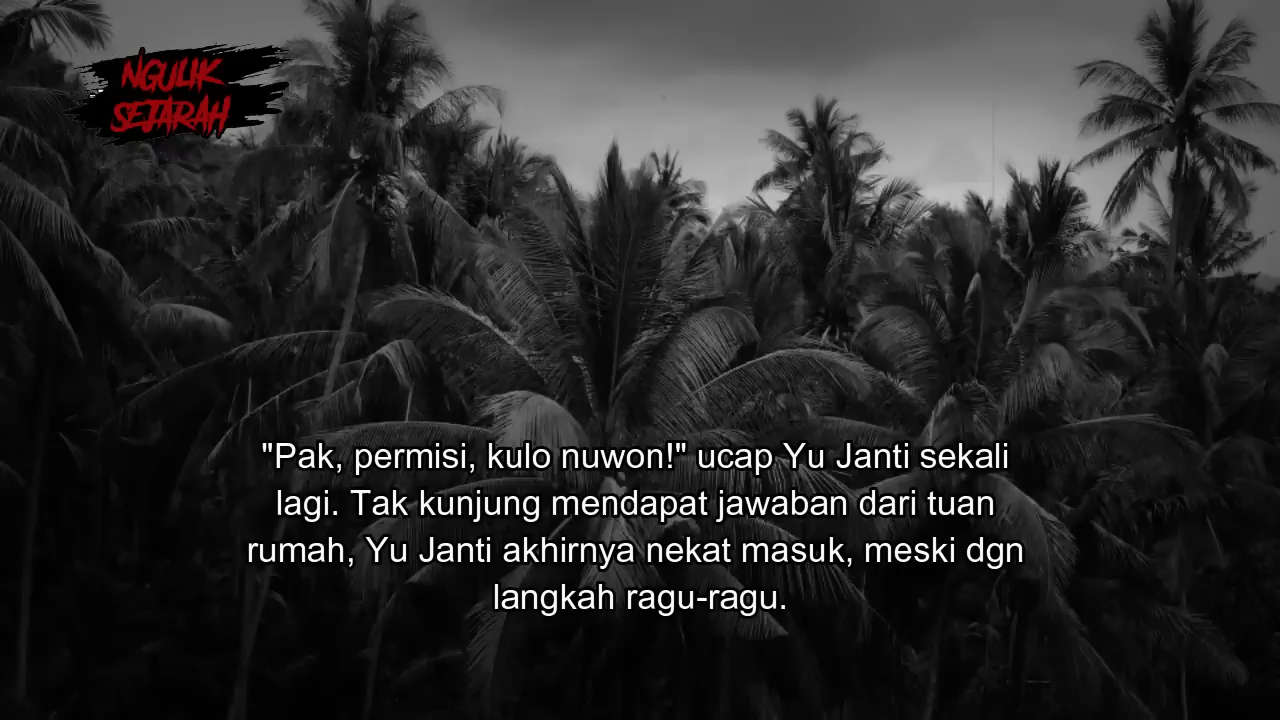 NGULIK
SEJARAH
"Pak, permisi, kulo nuwon!" ucap Yu Janti sekali
lagi. Tak kunjung mendapat jawaban dari tuan
rumah, Yu Janti akhirnya nekat masuk, meski dgn
langkah ragu-ragu.